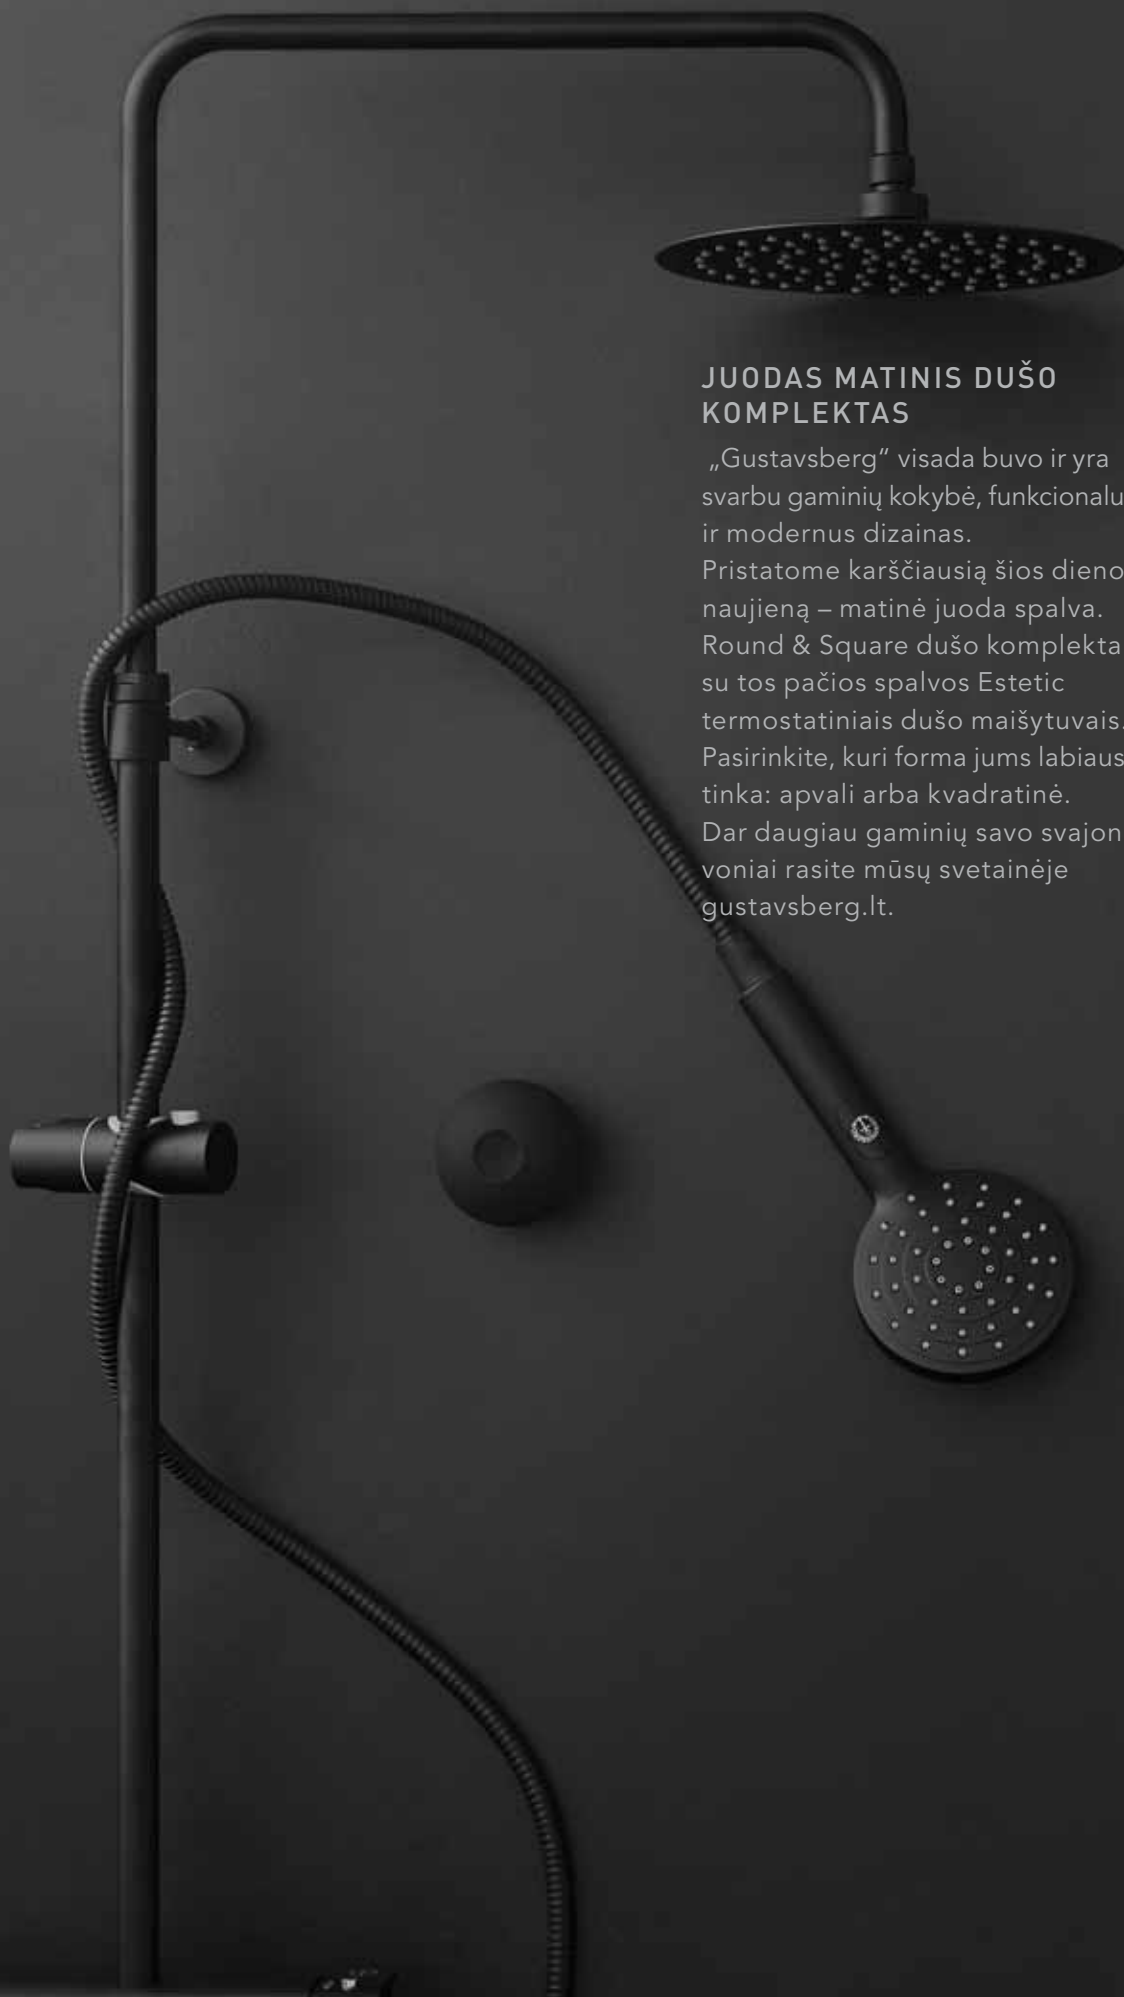 JUODAS MATINIS DUŠO
KOMPLEKTAS
„Gustavsberg“ visada buvo ir yra
svarbu gaminių kokybė, funkcionalu
ir modernus dizainas.
Pristatome karščiausią šios dieno
naujieną – matinė juoda spalva.
Round & Square dušo komplekta
su tos pačios spalvos Estetic
termostatiniais dušo maišytuvais.
Pasirinkite, kuri forma jums labiaus
tinka: apvali arba kvadratinė.
Dar daugiau gaminių savo svajon
voniai rasite mūsų svetainėje
gustavsberg.lt.